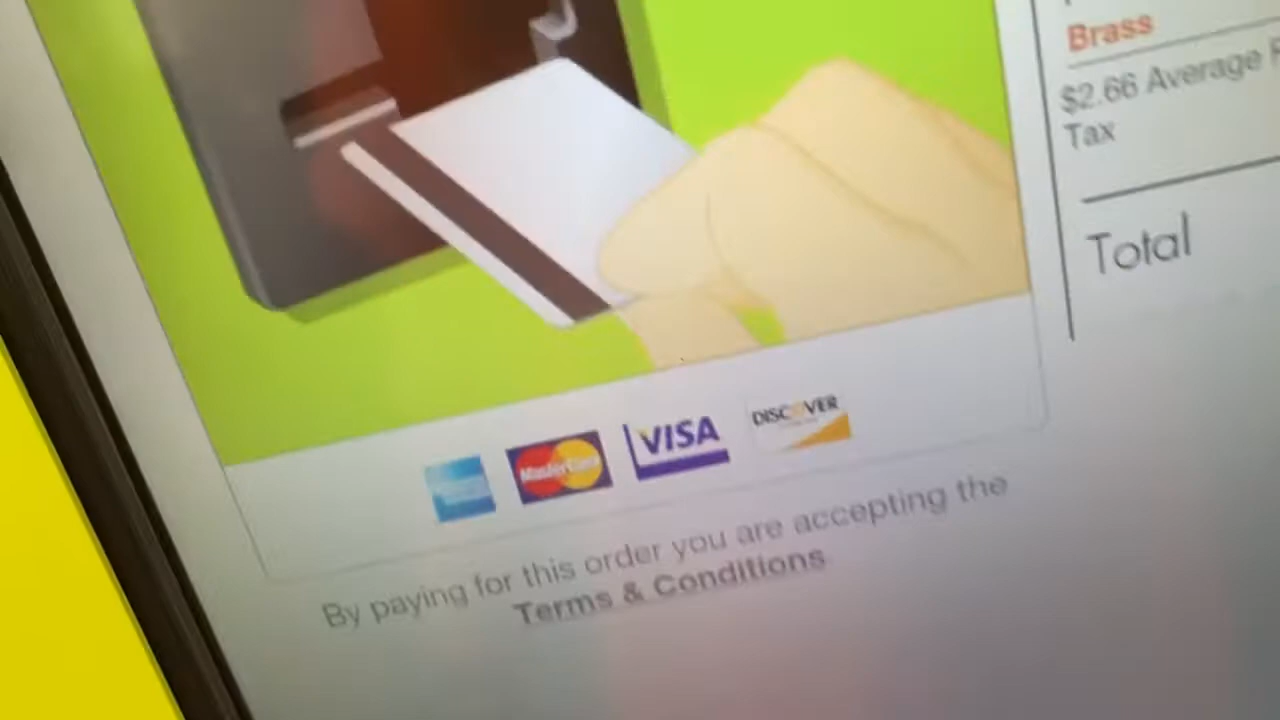 Brass
$2.66 Average
Tax
Total
MasterCard
VISA
DISCOVER
By paying for this order you are accepting the
Terms & Conditions